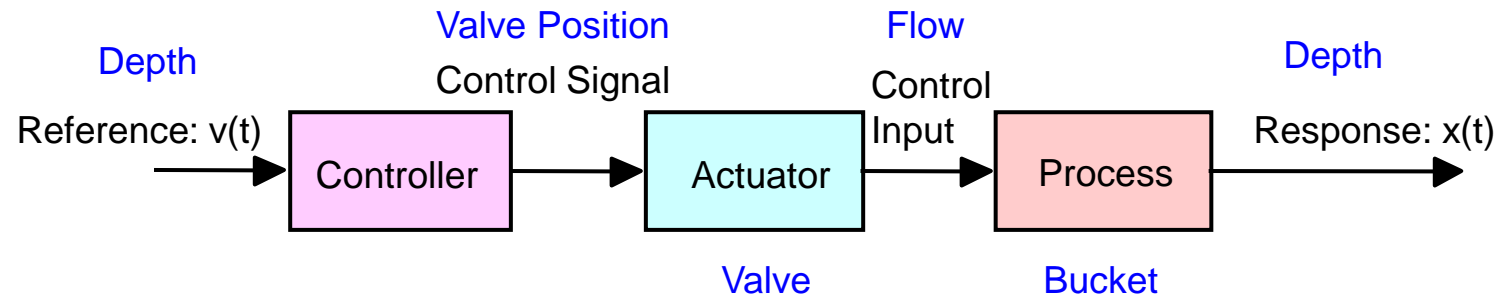 Valve Position
Flow
Depth
Depth
Control Signal
Control
Input
Reference: v(t)
Response: x(t)
Controller
Actuator
Process
Valve
Bucket